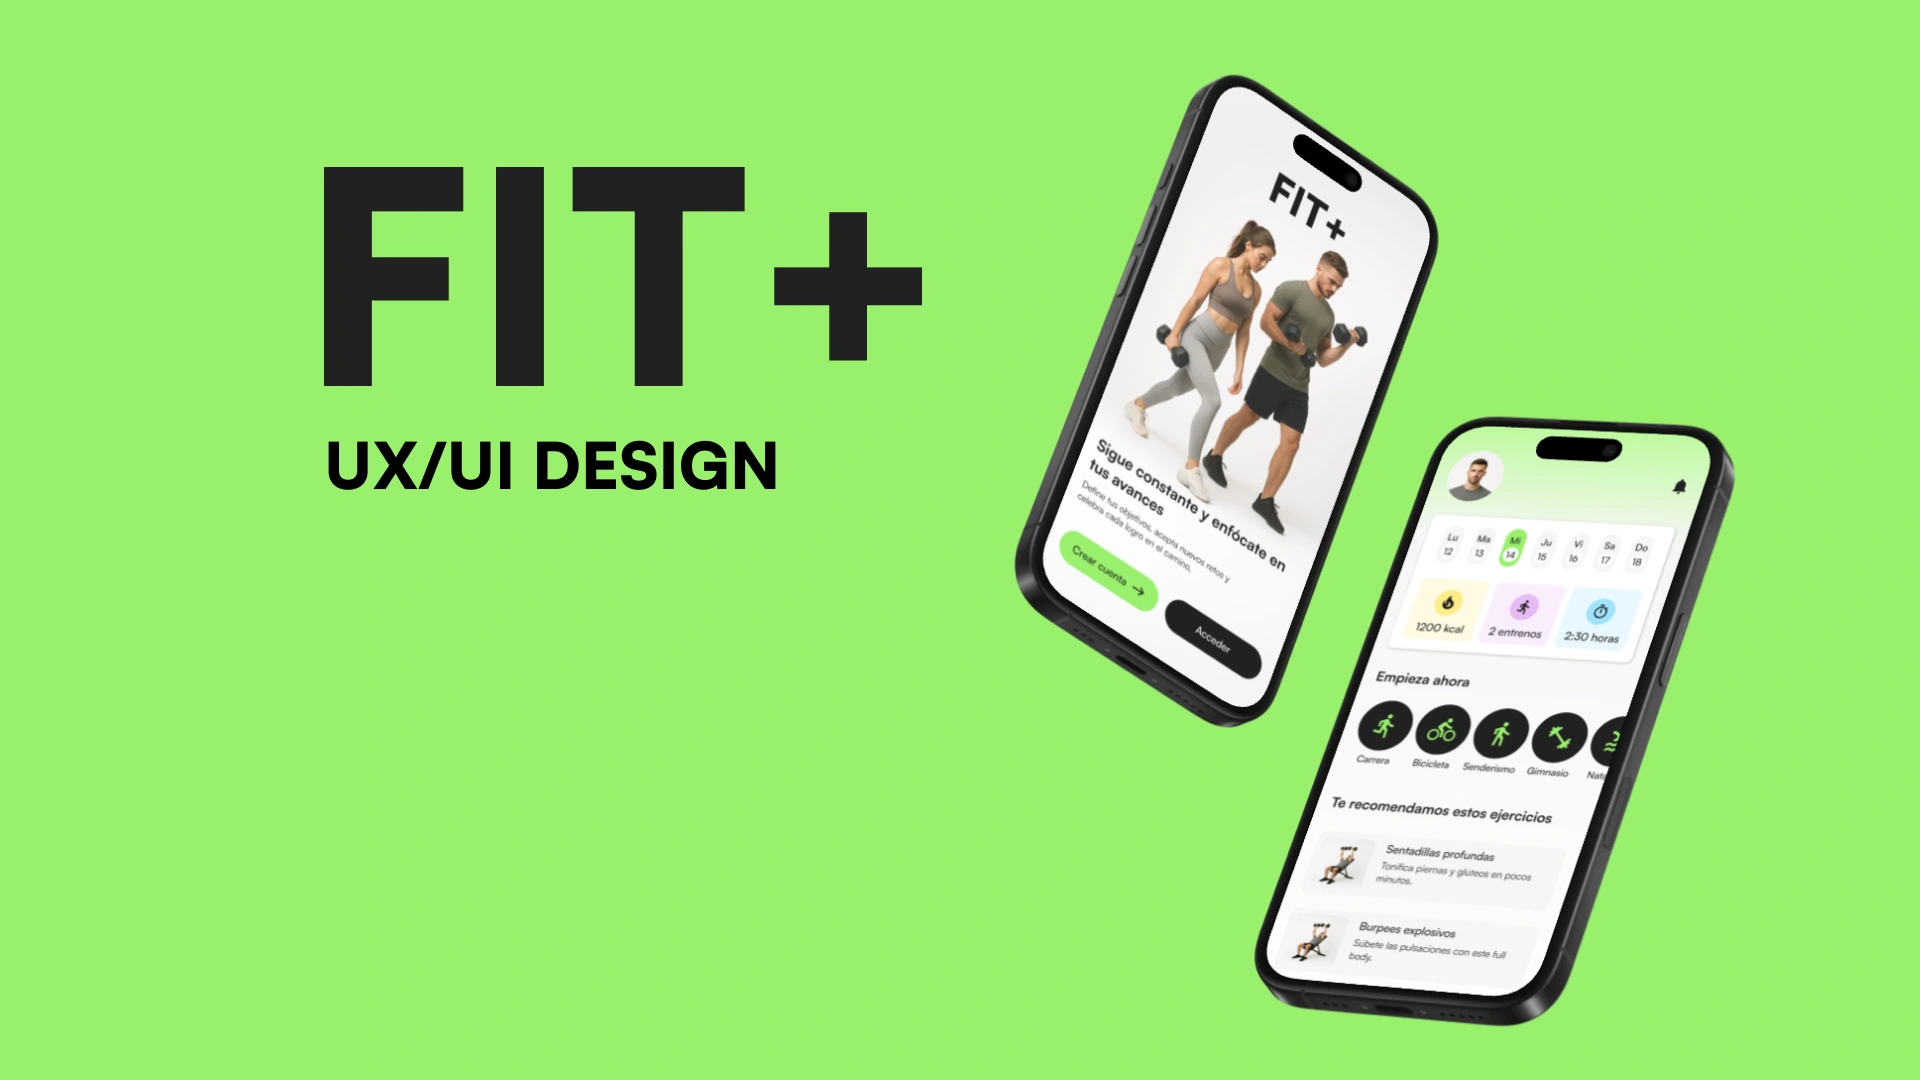 FIT+
UX/UI DESIGN
FIT+
Sigue constante y enfócate en
tus avances
Define tus objetivos, acepta nuevos retos y
celebra cada logro en el camino.
Crear cuenta →
Acceder
Lu Ma Mi Ju Vi Sa Do
12 13 14 15 16 17 18
1200 kcal 2 entrenos 2:30 horas
Empieza ahora
Carrera Bicicleta Senderismo Gimnasio Nata
Te recomendamos estos ejercicios
Sentadillas profundas
Tonifica piernas y glúteos en pocos
minutos.
Burpees explosivos
Súbete las pulsaciones con este full
body.